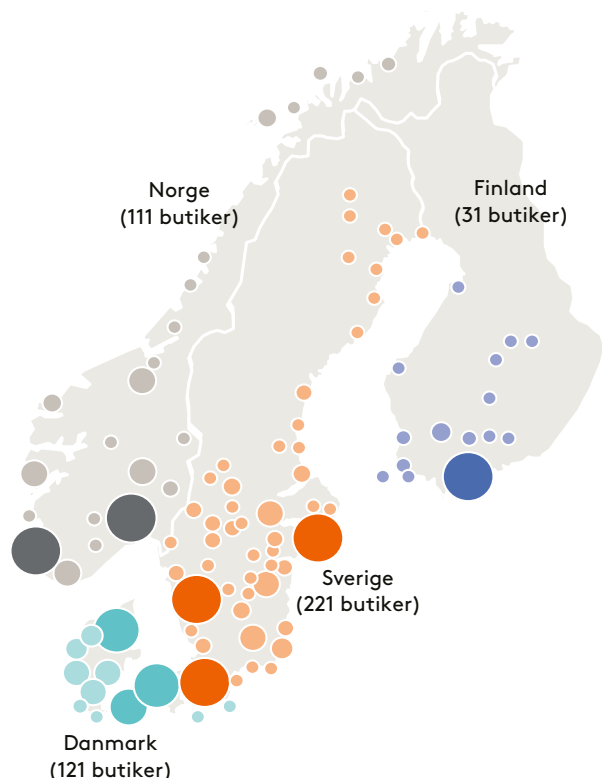 Norge
(111 butiker)
Finland
(31 butiker)
Sverige
(221 butiker)
Danmark
(121 butiker)